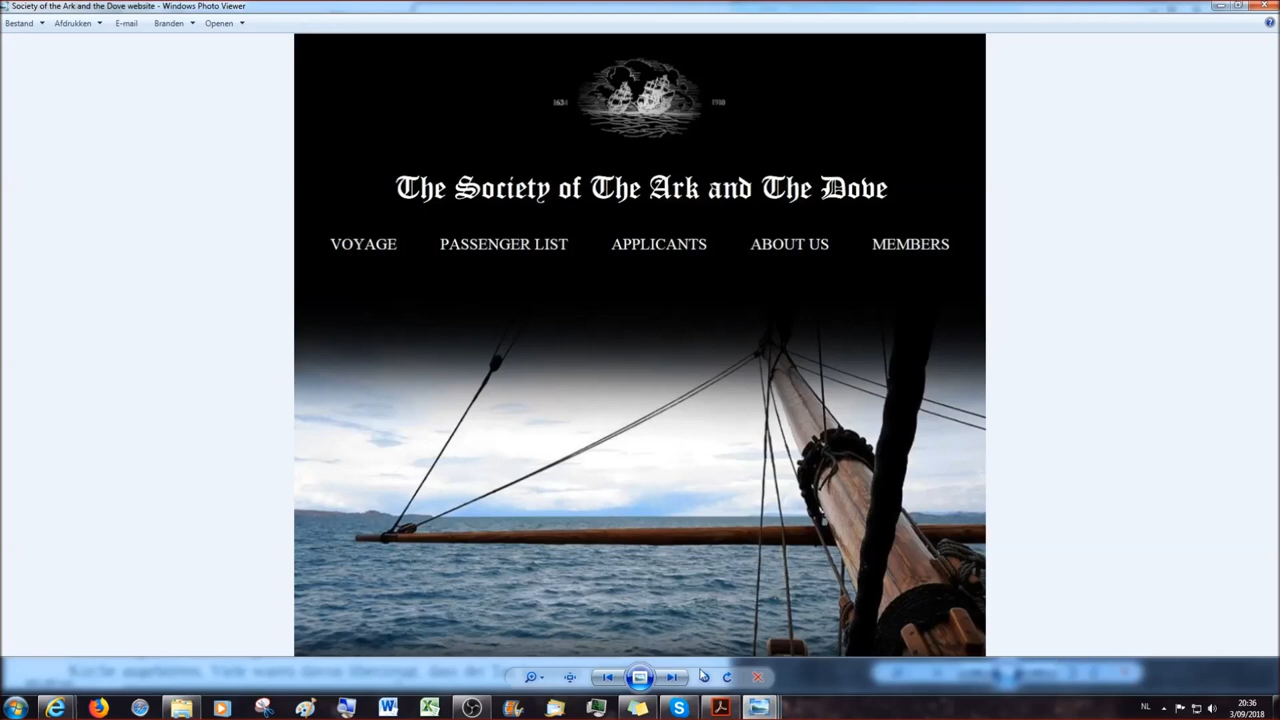 Society of the Ark and the Dove website - Windows Photo Viewer
Bestand Afdrukken E-mail Branden Openen
1634 1910
The Society of The Ark and The Dove
VOYAGE PASSENGER LIST APPLICANTS ABOUT US MEMBERS
NL 20:36
3/09/2018